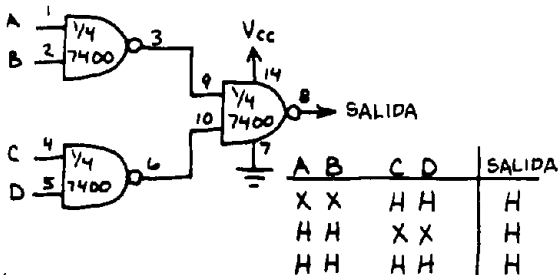 A 1
B 2
1/4
7400
3
C 4
D 5
1/4
7400
6
Vcc
14
9
10
1/4
7400
8
7
SALIDA
A B C D SALIDA
X X H H H
H H X X H
H H H H H